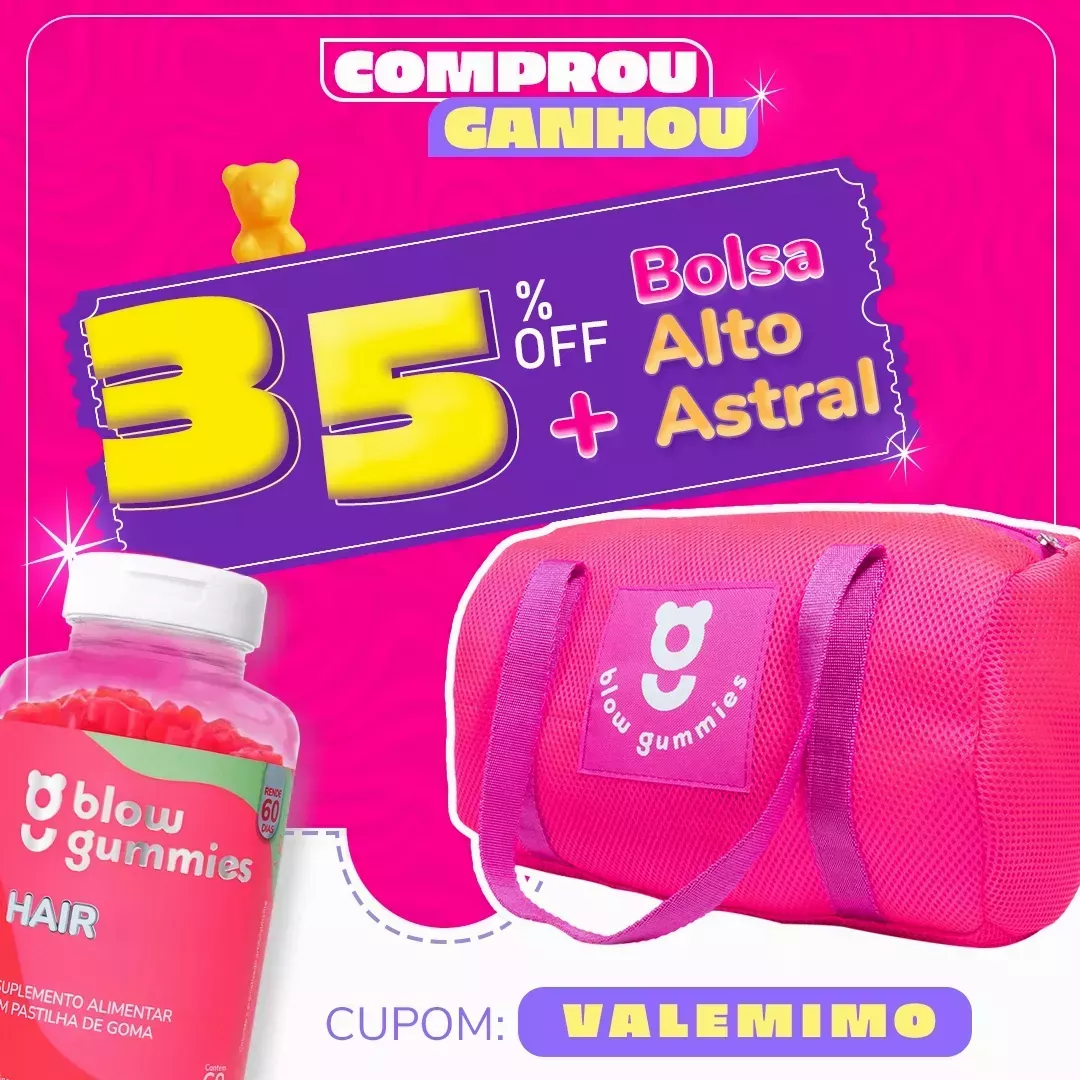 COMPROU
GANHOU
35
%
OFF
+
Bolsa
Alto
Astral
blow gummies
RENDE
60
DIAS
blow
gummies
HAIR
SUPLEMENTO ALIMENTAR
PASTILHA DE GOMA
Contém
CUPOM: VALEMIMO